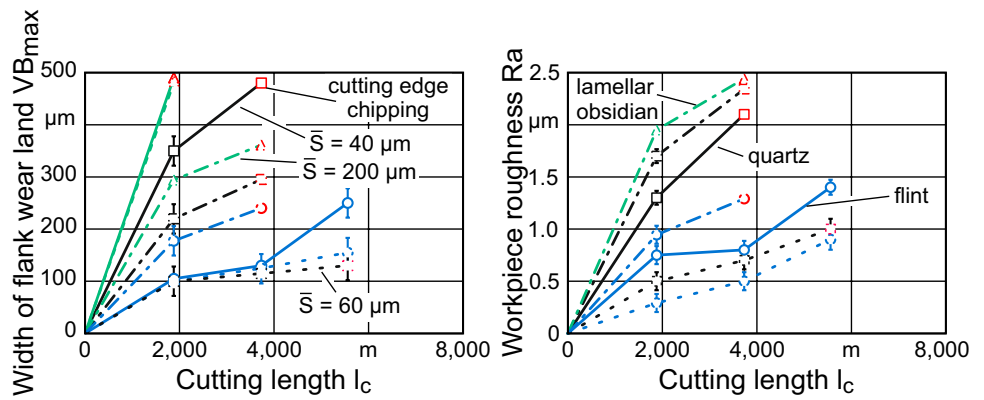 Width of flank wear land VBmax
500
µm
300
200
100
0
0
2,000
4,000
m
8,000
Cutting length lc
cutting edge
chipping
S̅ = 40 µm
S̅ = 200 µm
S̅ = 60 µm
Workpiece roughness Ra
2.5
µm
1.5
1.0
0.5
0
0
2,000
4,000
m
8,000
Cutting length lc
lamellar
obsidian
quartz
flint